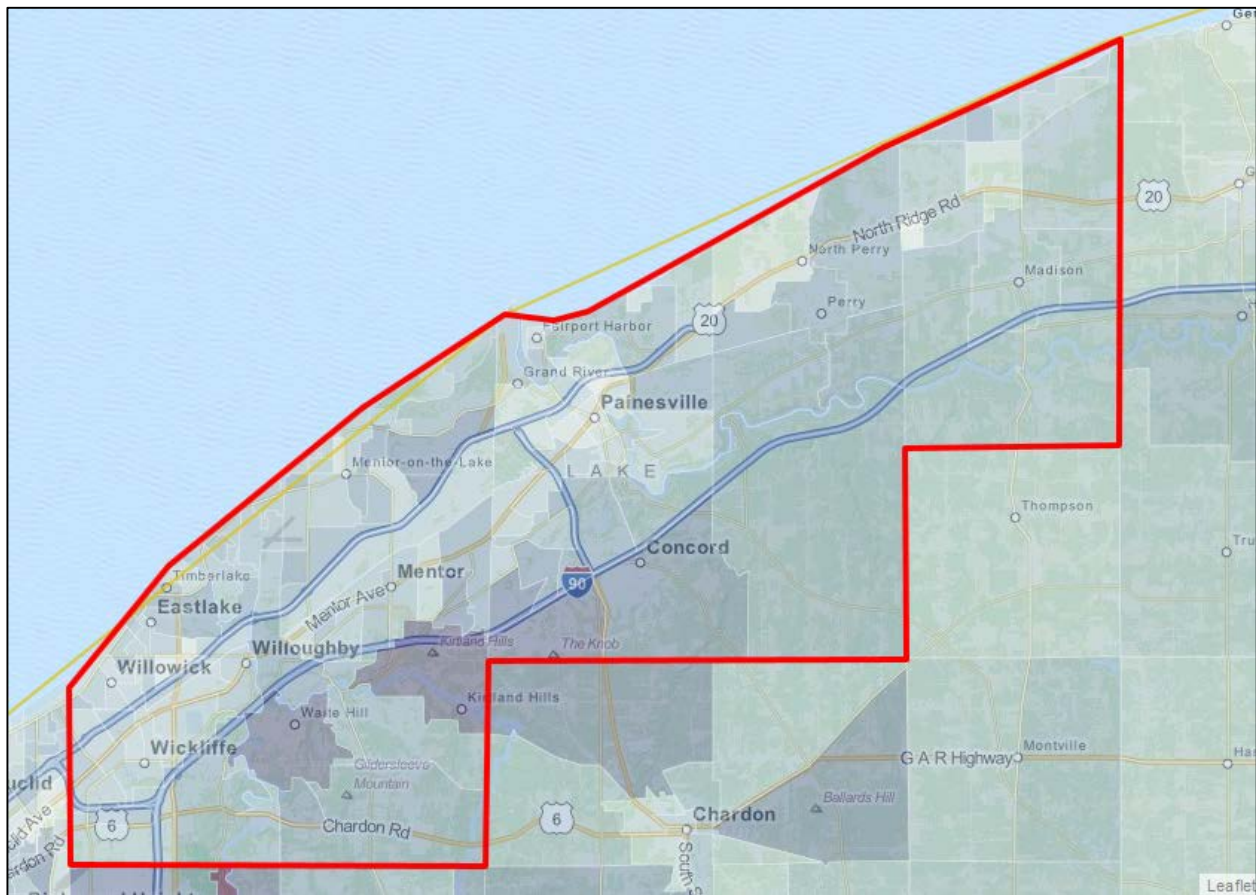 20
North Ridge Rd
North Perry
Madison
Perry
Fairport Harbor
20
Grand River
Painesville
LAKE
Mentor-on-the-Lake
Thompson
Concord
Timberlake
Mentor
90
Eastlake
Mentor Ave
Willoughby
Kirtland Hills
The Knob
Willowick
Kirtland Hills
Waite Hill
Wickliffe
Gildersleeve
Mountain
G A R Highway
Montville
Ballards Hill
6
Chardon Rd
6
Chardon
Leaflet